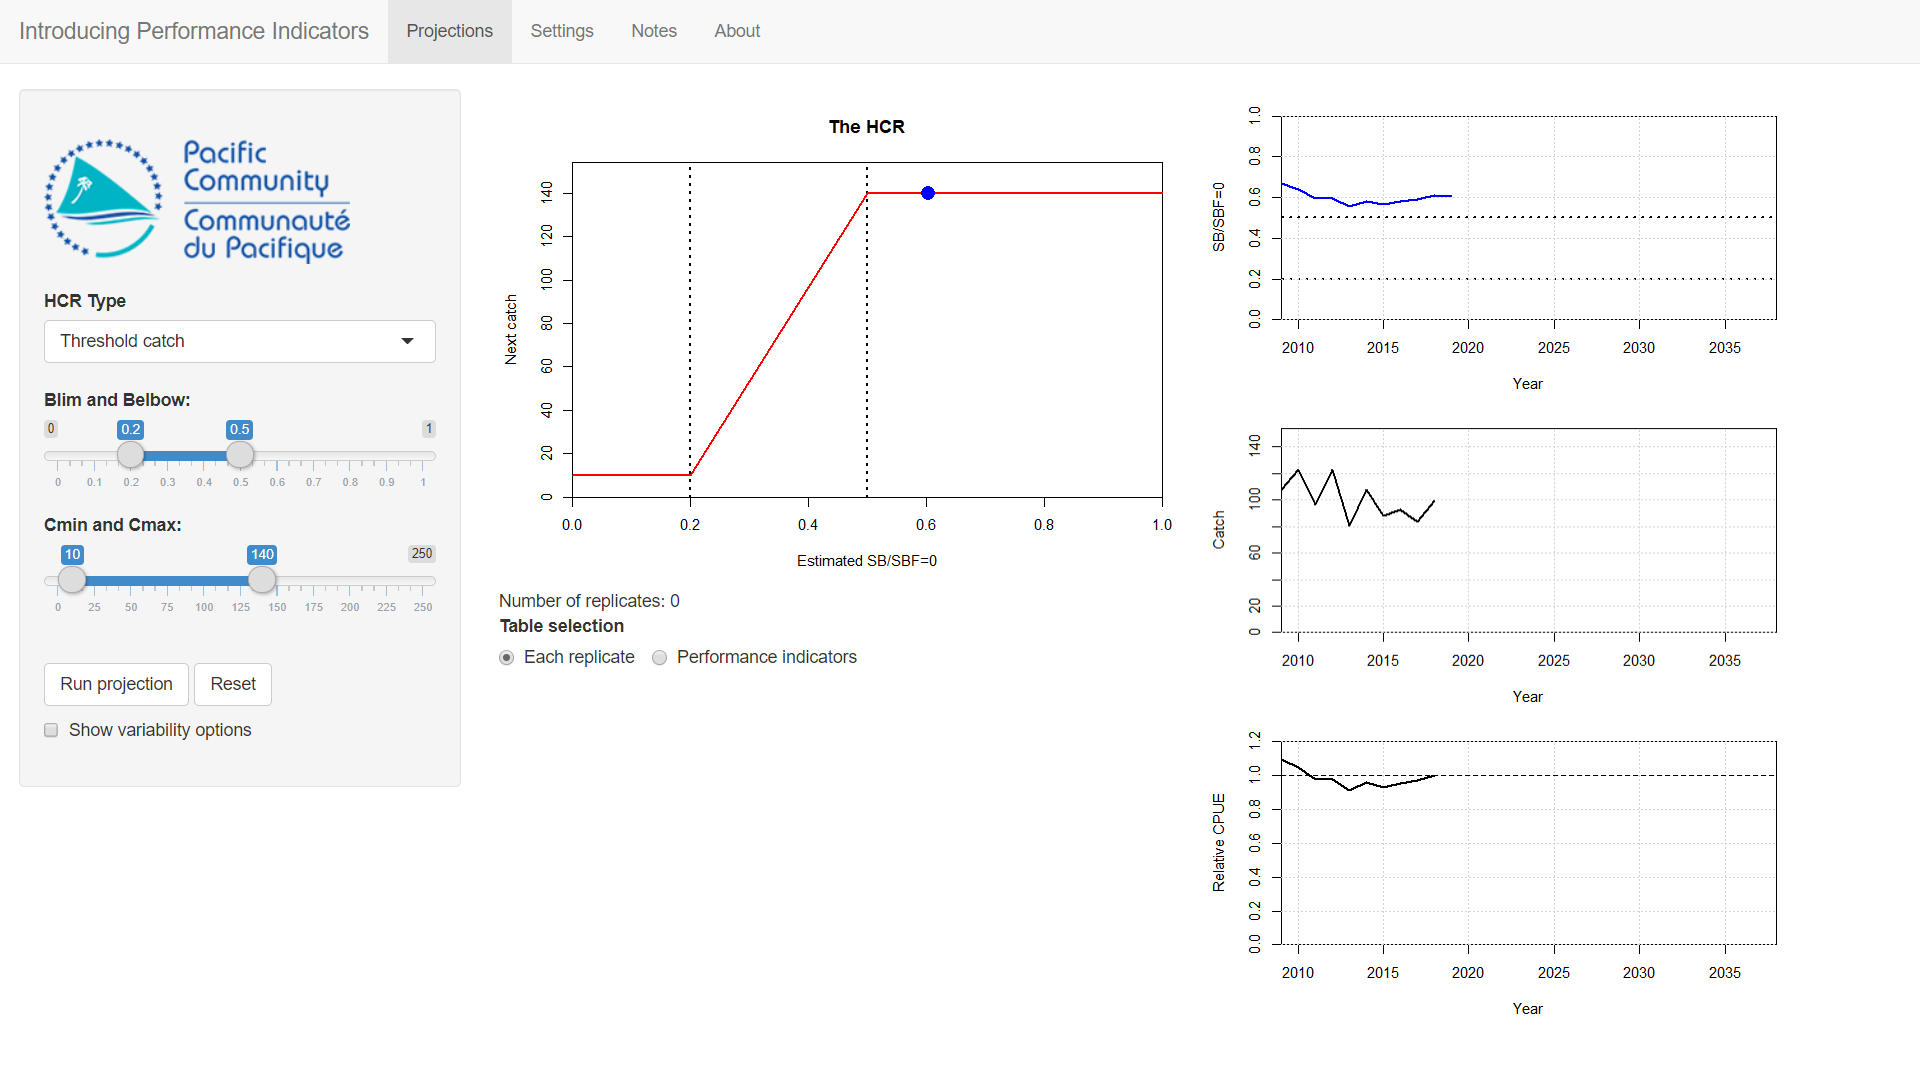 Introducing Performance Indicators Projections Settings Notes About
Pacific
Community
Communauté
du Pacifique
HCR Type
Threshold catch
Blim and Belbow:
0 0.2 0.5 1
0 0.1 0.2 0.3 0.4 0.5 0.6 0.7 0.8 0.9 1
Cmin and Cmax:
10 140 250
0 25 50 75 100 125 150 175 200 225 250
Run projection Reset
Show variability options
The HCR
Next catch
140
120
100
80
60
40
20
0
0.0 0.2 0.4 0.6 0.8 1.0
Estimated SB/SBF=0
Number of replicates: 0
Table selection
Each replicate Performance indicators
SB/SBF=0
1.0
0.8
0.6
0.4
0.2
0.0
2010 2015 2020 2025 2030 2035
Year
Catch
140
100
60
20
0
2010 2015 2020 2025 2030 2035
Year
Relative CPUE
1.2
1.0
0.8
0.6
0.4
0.2
0.0
2010 2015 2020 2025 2030 2035
Year